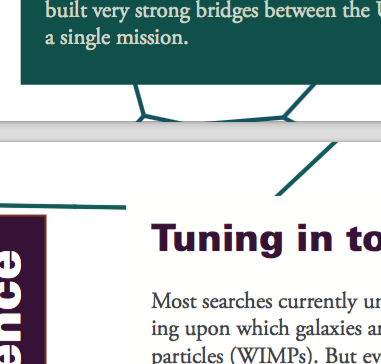 built very strong bridges between the
a single mission.
Tuning in to
Most searches currently
ing upon which galaxies
particles (WIMPs). But
ence